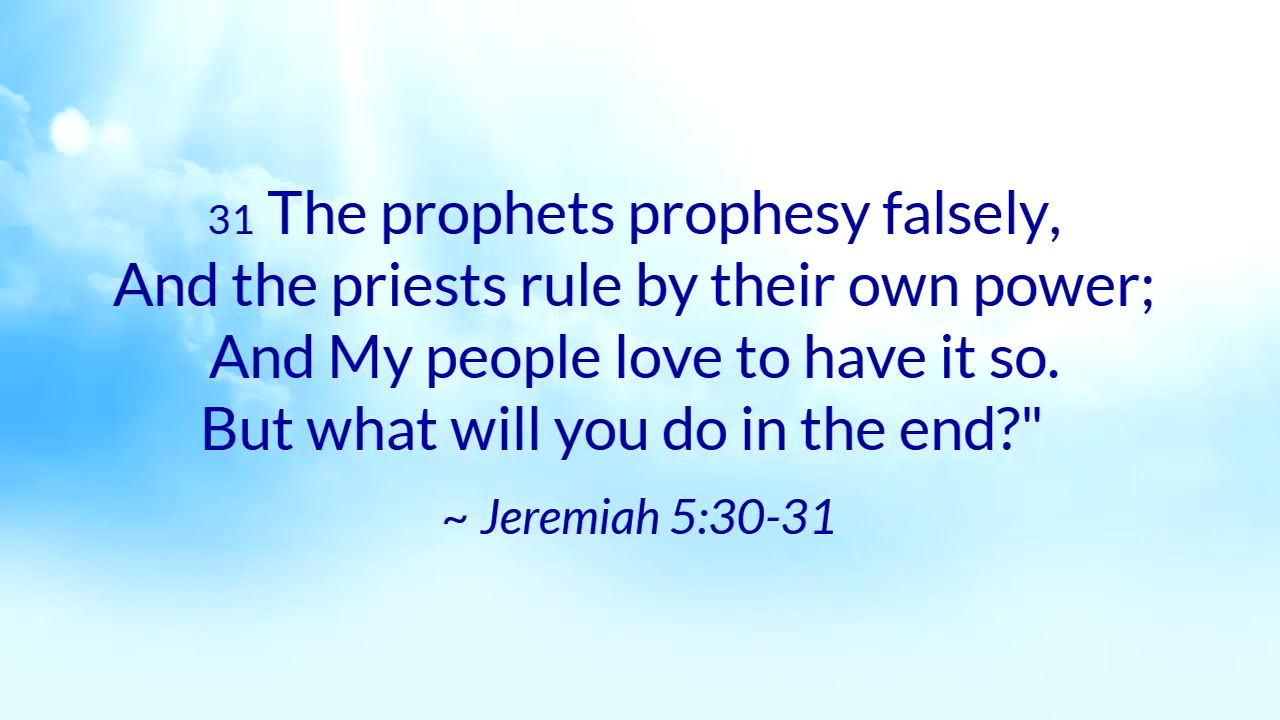 31 The prophets prophesy falsely,
And the priests rule by their own power;
And My people love to have it so.
But what will you do in the end?"
~ Jeremiah 5:30-31